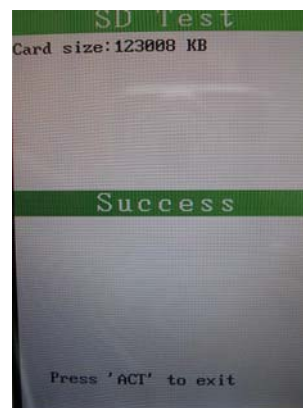 SD Test
Card size:123008 KB
Success
Press 'ACT' to exit